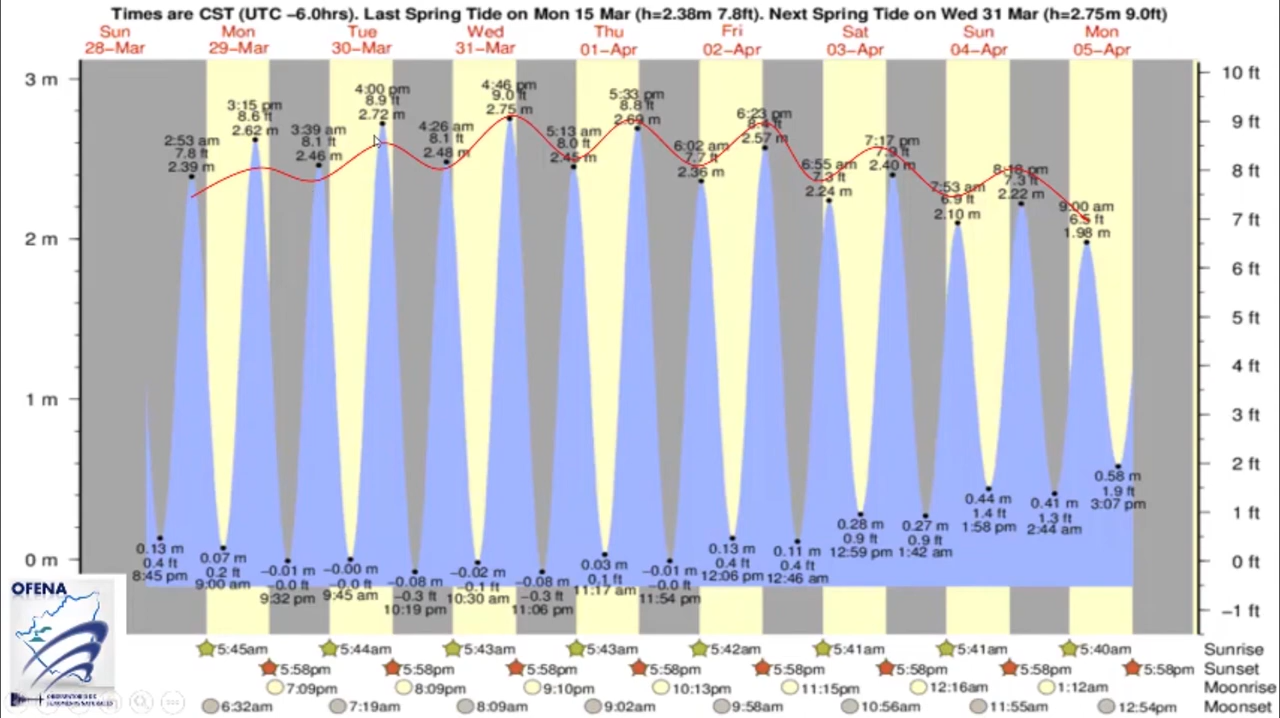 Times are CST (UTC −6.0hrs). Last Spring Tide on Mon 15 Mar (h=2.38m 7.8ft). Next Spring Tide on Wed 31 Mar (h=2.75m 9.0ft)
Sun Mon Tue Wed Thu Fri Sat Sun Mon
28−Mar 29−Mar 30−Mar 31−Mar 01−Apr 02−Apr 03−Apr 04−Apr 05−Apr
3 m
2 m
1 m
0 m
10 ft
9 ft
8 ft
7 ft
6 ft
5 ft
4 ft
3 ft
2 ft
1 ft
0 ft
−1 ft
2:53 am
7.8 ft
2.39 m
3:15 pm
8.6 ft
2.62 m
3:39 am
8.1 ft
2.46 m
4:00 pm
8.9 ft
2.72 m
4:26 am
8.1 ft
2.48 m
4:46 pm
9.0 ft
2.75 m
5:13 am
8.0 ft
2.45 m
5:33 pm
8.8 ft
2.69 m
6:02 am
7.7 ft
2.36 m
6:23 pm
8.4 ft
2.57 m
6:55 am
7.3 ft
2.24 m
7:17 pm
7.9 ft
2.40 m
7:53 am
6.9 ft
2.10 m
8:18 pm
7.3 ft
2.22 m
9:00 am
6.5 ft
1.98 m
0.13 m
0.4 ft
8:45 pm
0.07 m
0.2 ft
9:00 am
−0.01 m
−0.0 ft
9:32 pm
−0.00 m
−0.0 ft
9:45 am
−0.08 m
−0.3 ft
10:19 pm
−0.02 m
−0.1 ft
10:30 am
−0.08 m
−0.3 ft
11:06 pm
0.03 m
0.1 ft
11:17 am
−0.01 m
−0.0 ft
11:54 pm
0.13 m
0.4 ft
12:06 pm
0.11 m
0.4 ft
12:46 am
0.28 m
0.9 ft
12:59 pm
0.27 m
0.9 ft
1:42 am
0.44 m
1.4 ft
1:58 pm
0.41 m
1.3 ft
2:44 am
0.58 m
1.9 ft
3:07 pm
OFENA
5:45am 5:44am 5:43am 5:43am 5:42am 5:41am 5:41am 5:40am Sunrise
5:58pm 5:58pm 5:58pm 5:58pm 5:58pm 5:58pm 5:58pm 5:58pm Sunset
7:09pm 8:09pm 9:10pm 10:13pm 11:15pm 12:16am 1:12am Moonrise
6:32am 7:19am 8:09am 9:02am 9:58am 10:56am 11:55am 12:54pm Moonset